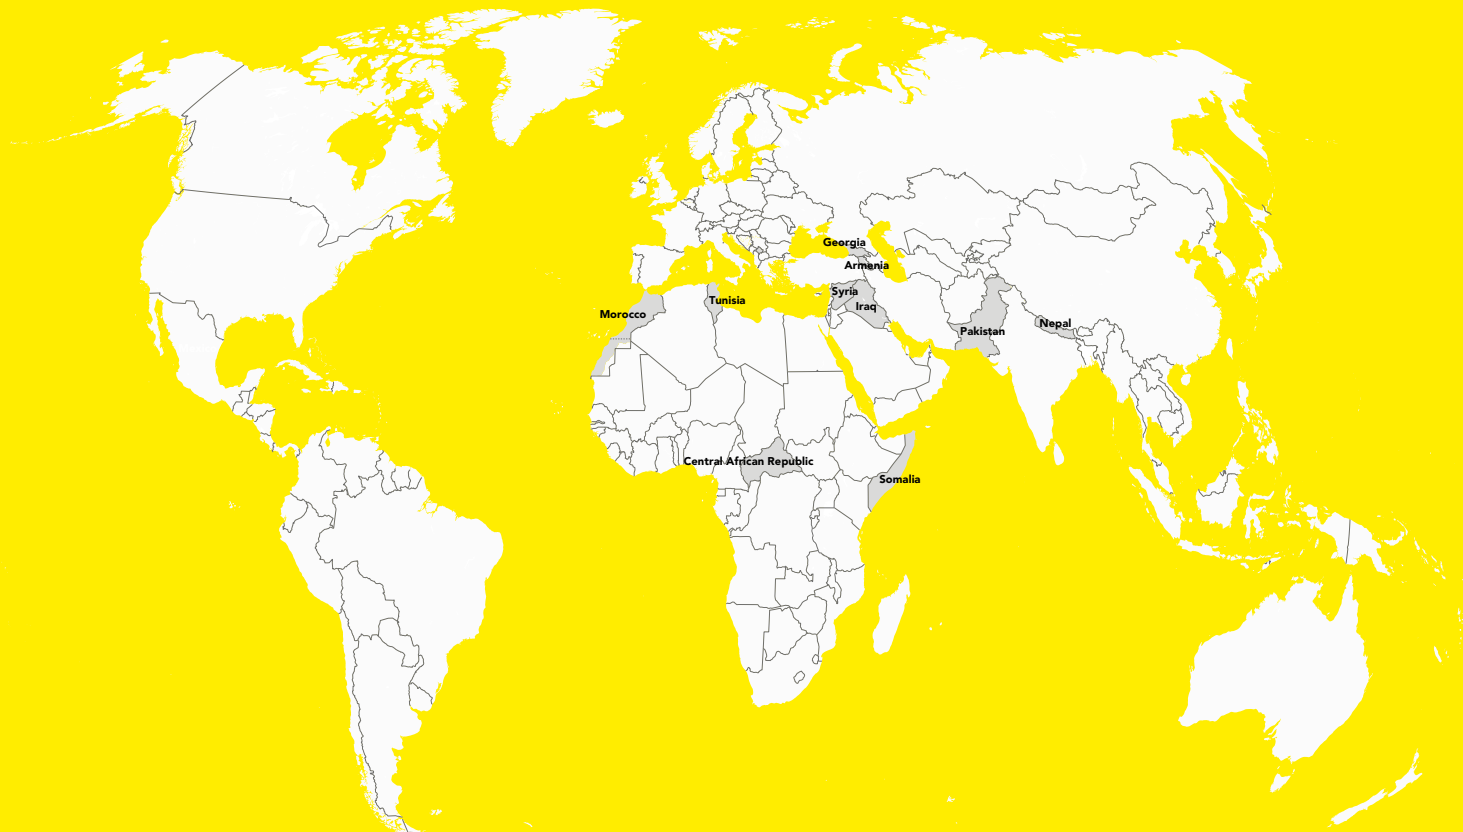 Georgia
Armenia
Syria
Tunisia
Iraq
Morocco
Nepal
Pakistan
Central African Republic
Somalia